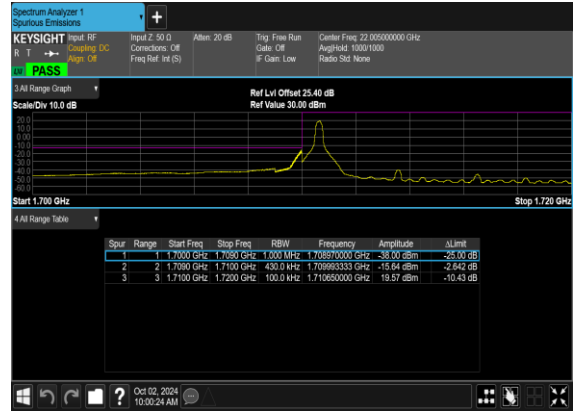 Spectrum Analyzer 1
Spurious Emissions
KEYSIGHT Input: RF
R T
Coupling: DC
Align: Off
Input Z: 50 Ω
Corrections: Off
Freq Ref: Int (S)
Atten: 20 dB
Trig: Free Run
Gate: Off
IF Gain: Low
Center Freq: 22.005000000 GHz
Avg|Hold: 1000/1000
Radio Std: None
PASS
3 All Range Graph
Scale/Div 10.0 dB
Ref Lvl Offset 25.40 dB
Ref Value 30.00 dBm
20.0
10.0
0.00
-10.0
-20.0
-30.0
-40.0
-50.0
-60.0
Start 1.700 GHz
Stop 1.720 GHz
4 All Range Table
Spur Range Start Freq Stop Freq RBW Frequency Amplitude ΔLimit
1 1 1.7000 GHz 1.7090 GHz 1.000 MHz 1.708970000 GHz -38.00 dBm -25.00 dB
2 2 1.7090 GHz 1.7100 GHz 430.0 kHz 1.709993333 GHz -15.64 dBm -2.642 dB
3 3 1.7100 GHz 1.7200 GHz 100.0 kHz 1.710650000 GHz 19.57 dBm -10.43 dB
Oct 02, 2024
10:00:24 AM